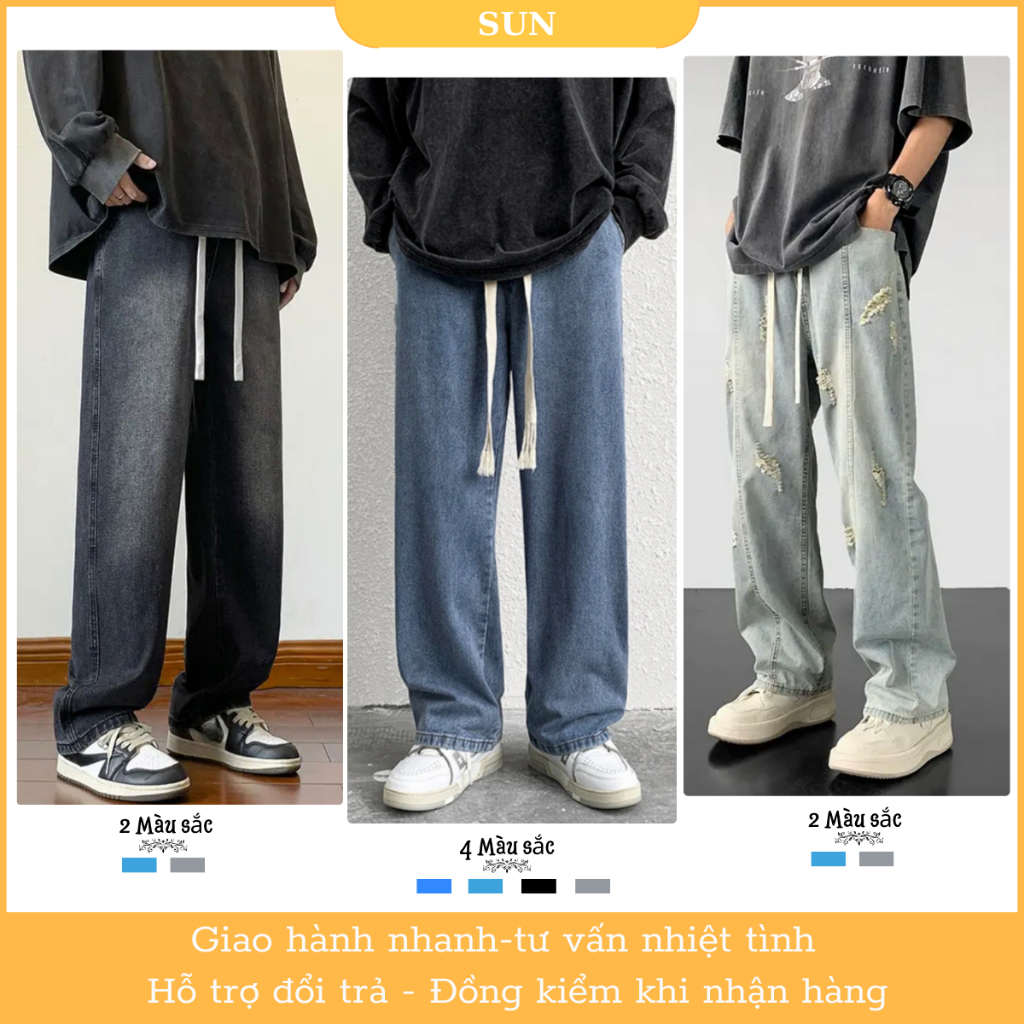 SUN
2 Màu sắc
4 Màu sắc
2 Màu sắc
Giao hành nhanh-tư vấn nhiệt tình
Hỗ trợ đổi trả - Đồng kiểm khi nhận hàng